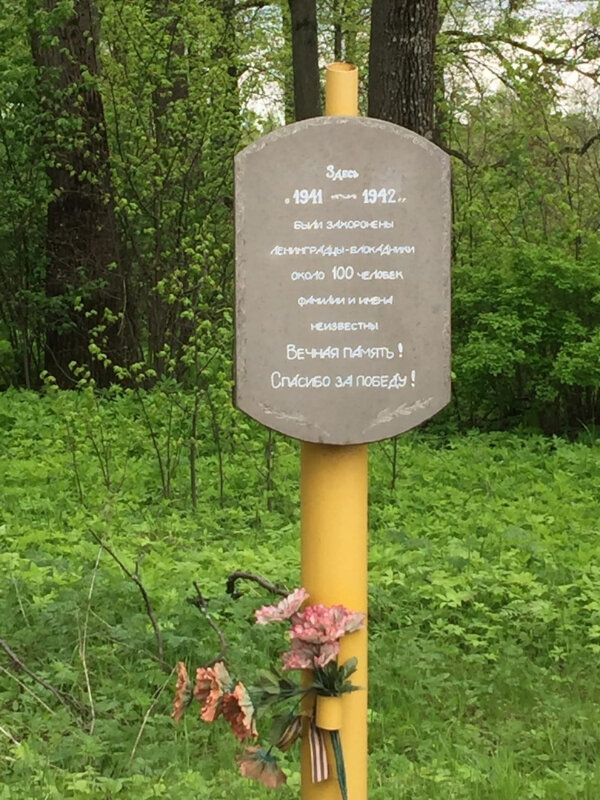 Здесь
"1941 — 1942"
были захоронены
ленинградцы-блокадники
около 100 человек
фамилии и имена
неизвестны
Вечная память!
Спасибо за победу!